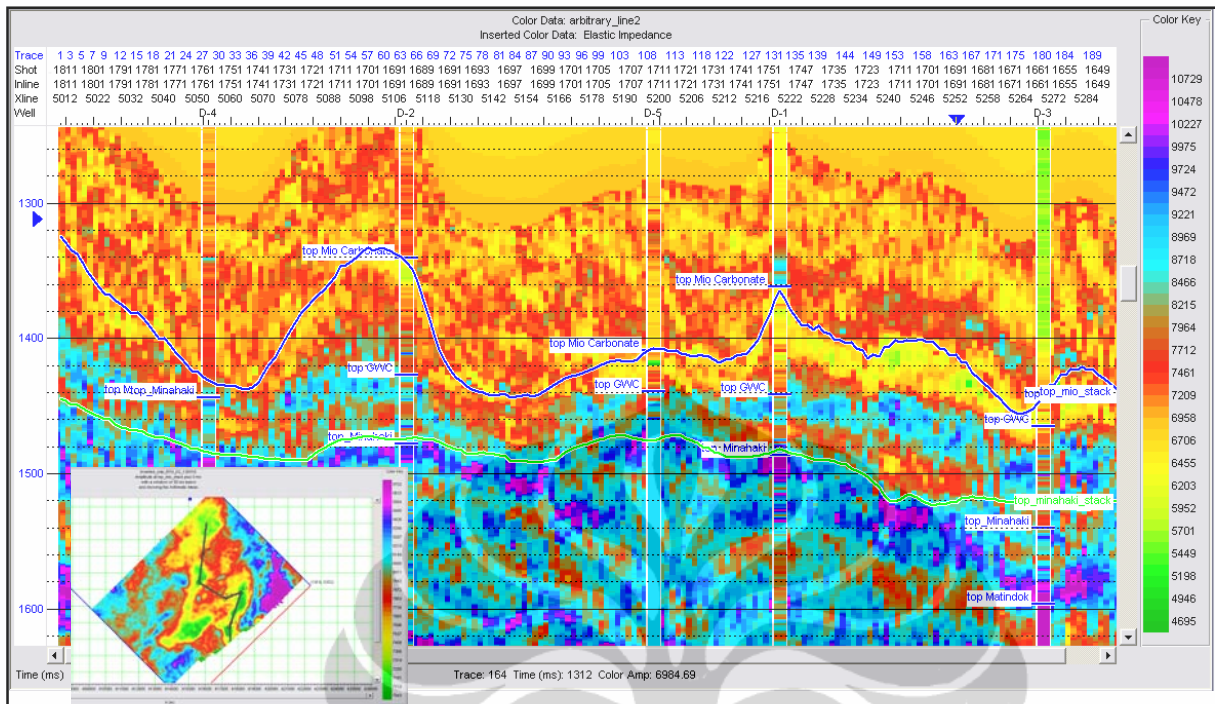 Color Data: arbitrary_line2
Inserted Color Data: Elastic Impedance
Color Key
Trace 1 3 5 7 9 12 15 18 21 24 27 30 33 36 39 42 45 48 51 54 57 60 63 66 69 72 75 78 81 84 87 90 93 96 99 103 108 113 118 122 127 131 135 139 144 149 153 158 163 167 171 175 180 184 189
Shot 1811 1801 1791 1781 1771 1761 1751 1741 1731 1721 1711 1701 1691 1689 1691 1693 1697 1699 1701 1705 1707 1711 1721 1731 1741 1751 1747 1735 1723 1711 1701 1691 1681 1671 1661 1655 1649
Inline 1811 1801 1791 1781 1771 1761 1751 1741 1731 1721 1711 1701 1691 1689 1691 1693 1697 1699 1701 1705 1707 1711 1721 1731 1741 1751 1747 1735 1723 1711 1701 1691 1681 1671 1661 1655 1649
Xline 5012 5022 5032 5040 5050 5060 5070 5078 5088 5098 5106 5118 5130 5142 5154 5166 5178 5190 5200 5206 5212 5216 5222 5228 5234 5240 5246 5252 5258 5264 5272 5284
Well D-4 D-2 D-5 D-1 D-3
1300
top Mio Carbonate
top Mio Carbonate
1400
top Mio Carbonate
top GWC
top GWC
top GWC
top_Minahaki
top_mio_stack
top GWC
top_Minahaki
top_Minahaki
1500
top_minahaki_stack
top_Minahaki
top Matindok
1600
Time (ms)
Trace: 164 Time (ms): 1312 Color Amp: 6984.69
10729
10478
10227
9975
9724
9472
9221
8969
8718
8466
8215
7964
7712
7461
7209
6958
6706
6455
6203
5952
5701
5449
5198
4946
4695